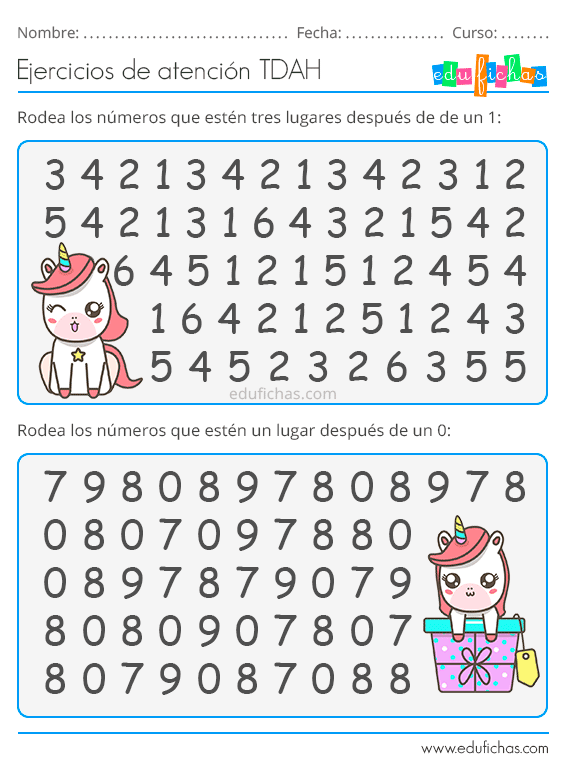 Nombre: ............................... Fecha: ............... Curso: ........
Ejercicios de atención TDAH
edufichas
Rodea los números que estén tres lugares después de de un 1:
3 4 2 1 3 4 2 1 3 4 2 3 1 2
5 4 2 1 3 1 6 4 3 2 1 5 4 2
6 4 5 1 2 1 5 1 2 4 5 4
1 6 4 2 1 2 5 1 2 4 3
5 4 5 2 3 2 6 3 5 5
edufichas.com
Rodea los números que estén un lugar después de un 0:
7 9 8 0 8 9 7 8 0 8 9 7 8
0 8 0 7 0 9 7 8 8 0
0 8 9 7 8 7 9 0 7 9
8 0 8 0 9 0 7 8 0 7
8 0 7 9 0 8 7 0 8 8
www.edufichas.com